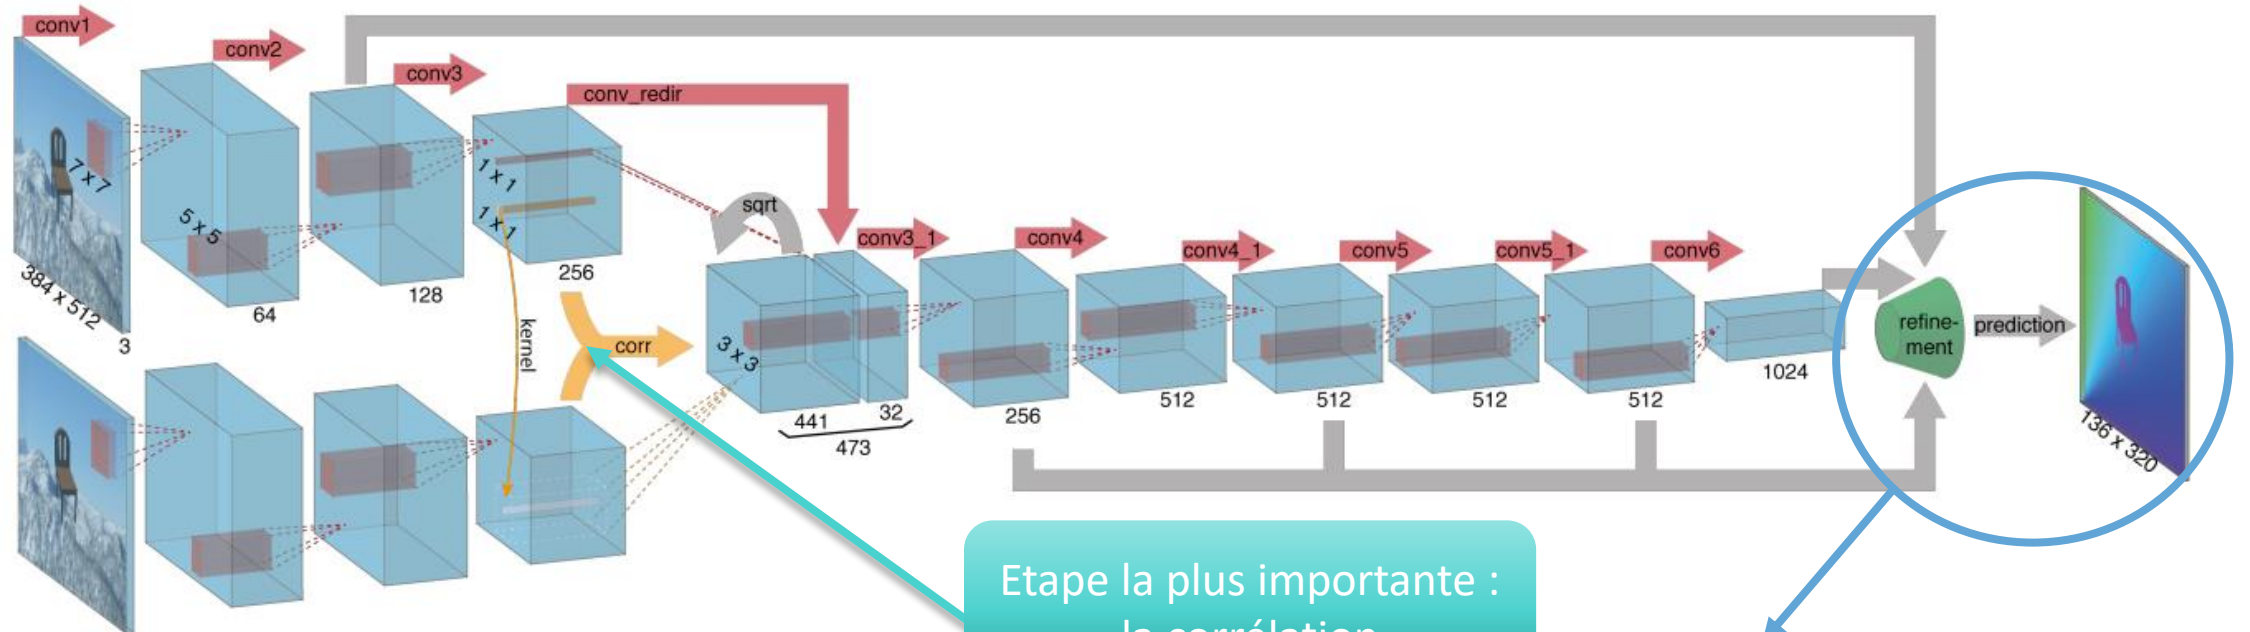 conv1
conv2
conv3
conv_redir
7 x 7
5 x 5
1 x 1
1 x 1
384 x 512
3
64
128
256
kernel
corr
sqrt
conv3_1
conv4
conv4_1
conv5
conv5_1
conv6
3 x 3
441
32
473
256
512
512
512
512
1024
refine-
ment
prediction
136 x 320
Etape la plus importante :
la corrélation